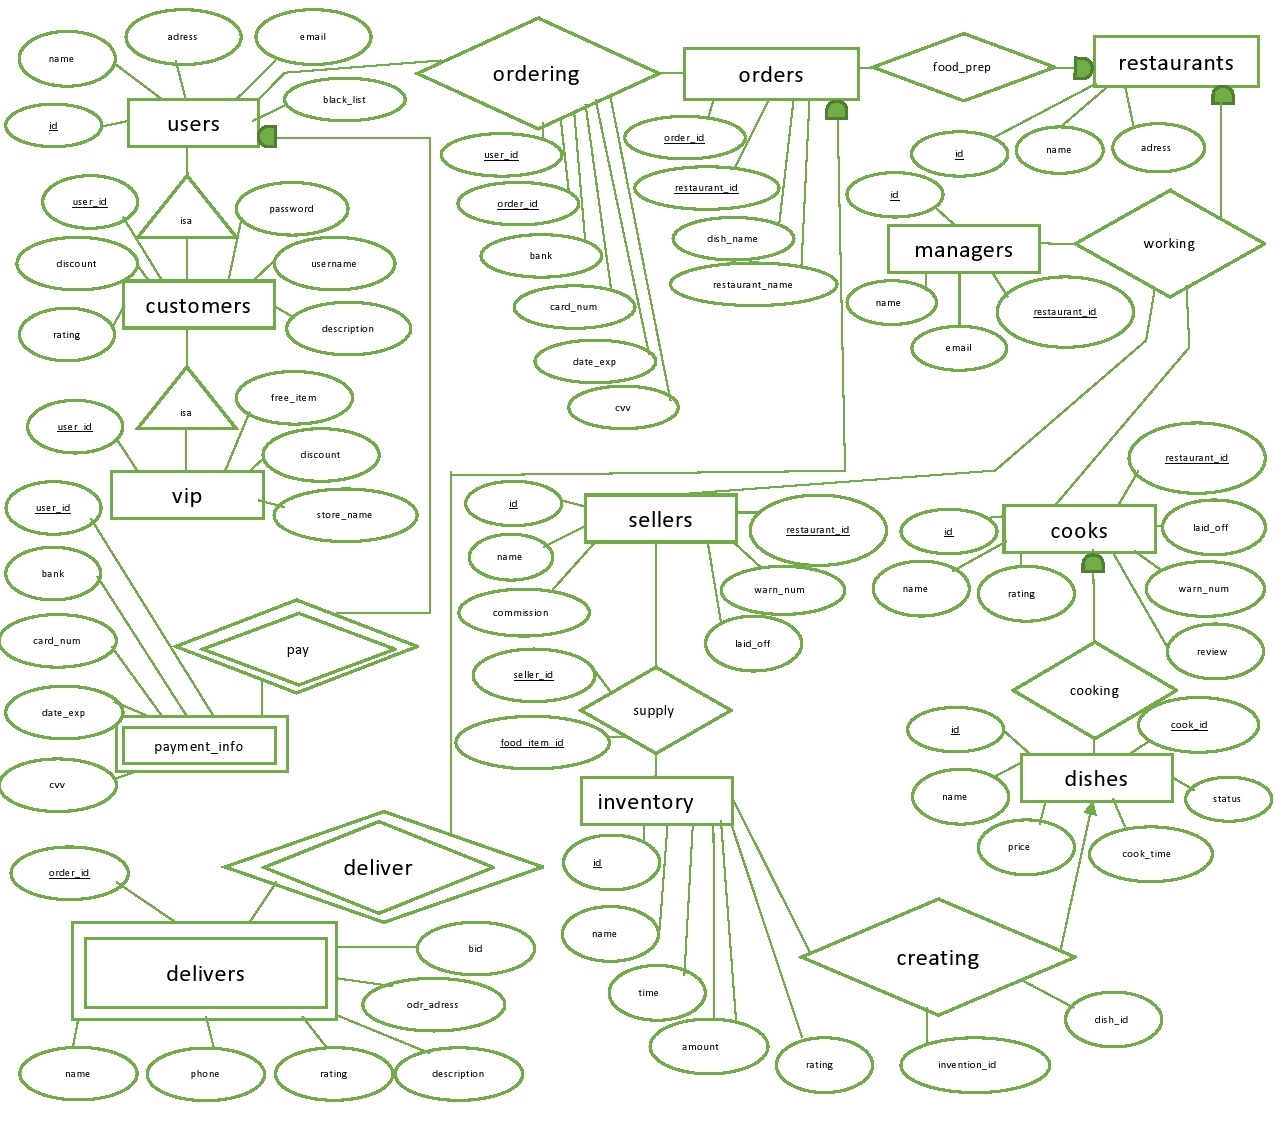 name
adress
email
id
users
black_list
ordering
orders
food_prep
restaurants
user_id
order_id
bank
card_num
date_exp
cvv
order_id
restaurant_id
dish_name
restaurant_name
id
name
adress
id
managers
working
name
email
restaurant_id
user_id
isa
password
discount
username
customers
rating
description
isa
free_item
user_id
discount
vip
store_name
user_id
bank
card_num
date_exp
cvv
pay
payment_info
id
sellers
restaurant_id
name
warn_num
commission
laid_off
seller_id
supply
food_item_id
restaurant_id
id
cooks
laid_off
name
rating
warn_num
review
cooking
id
cook_id
dishes
name
status
price
cook_time
inventory
id
name
time
amount
rating
creating
dish_id
invention_id
deliver
order_id
delivers
bid
odr_adress
name
phone
rating
description